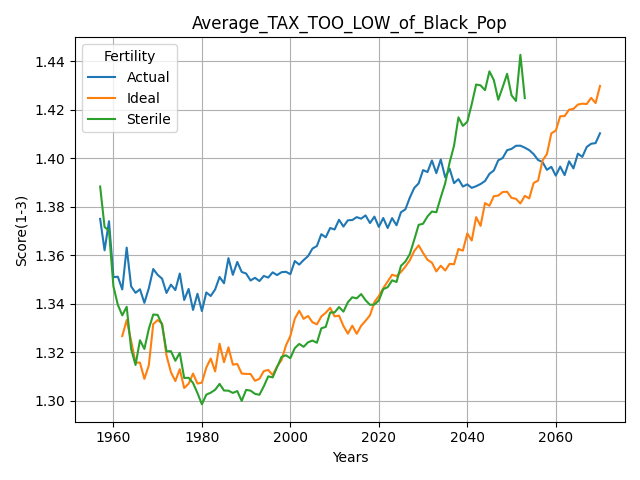 Average_TAX_TOO_LOW_of_Black_Pop
Fertility
Actual
Ideal
Sterile
Score(1-3)
1.44
1.42
1.40
1.38
1.36
1.34
1.32
1.30
1960 1980 2000 2020 2040 2060
Years